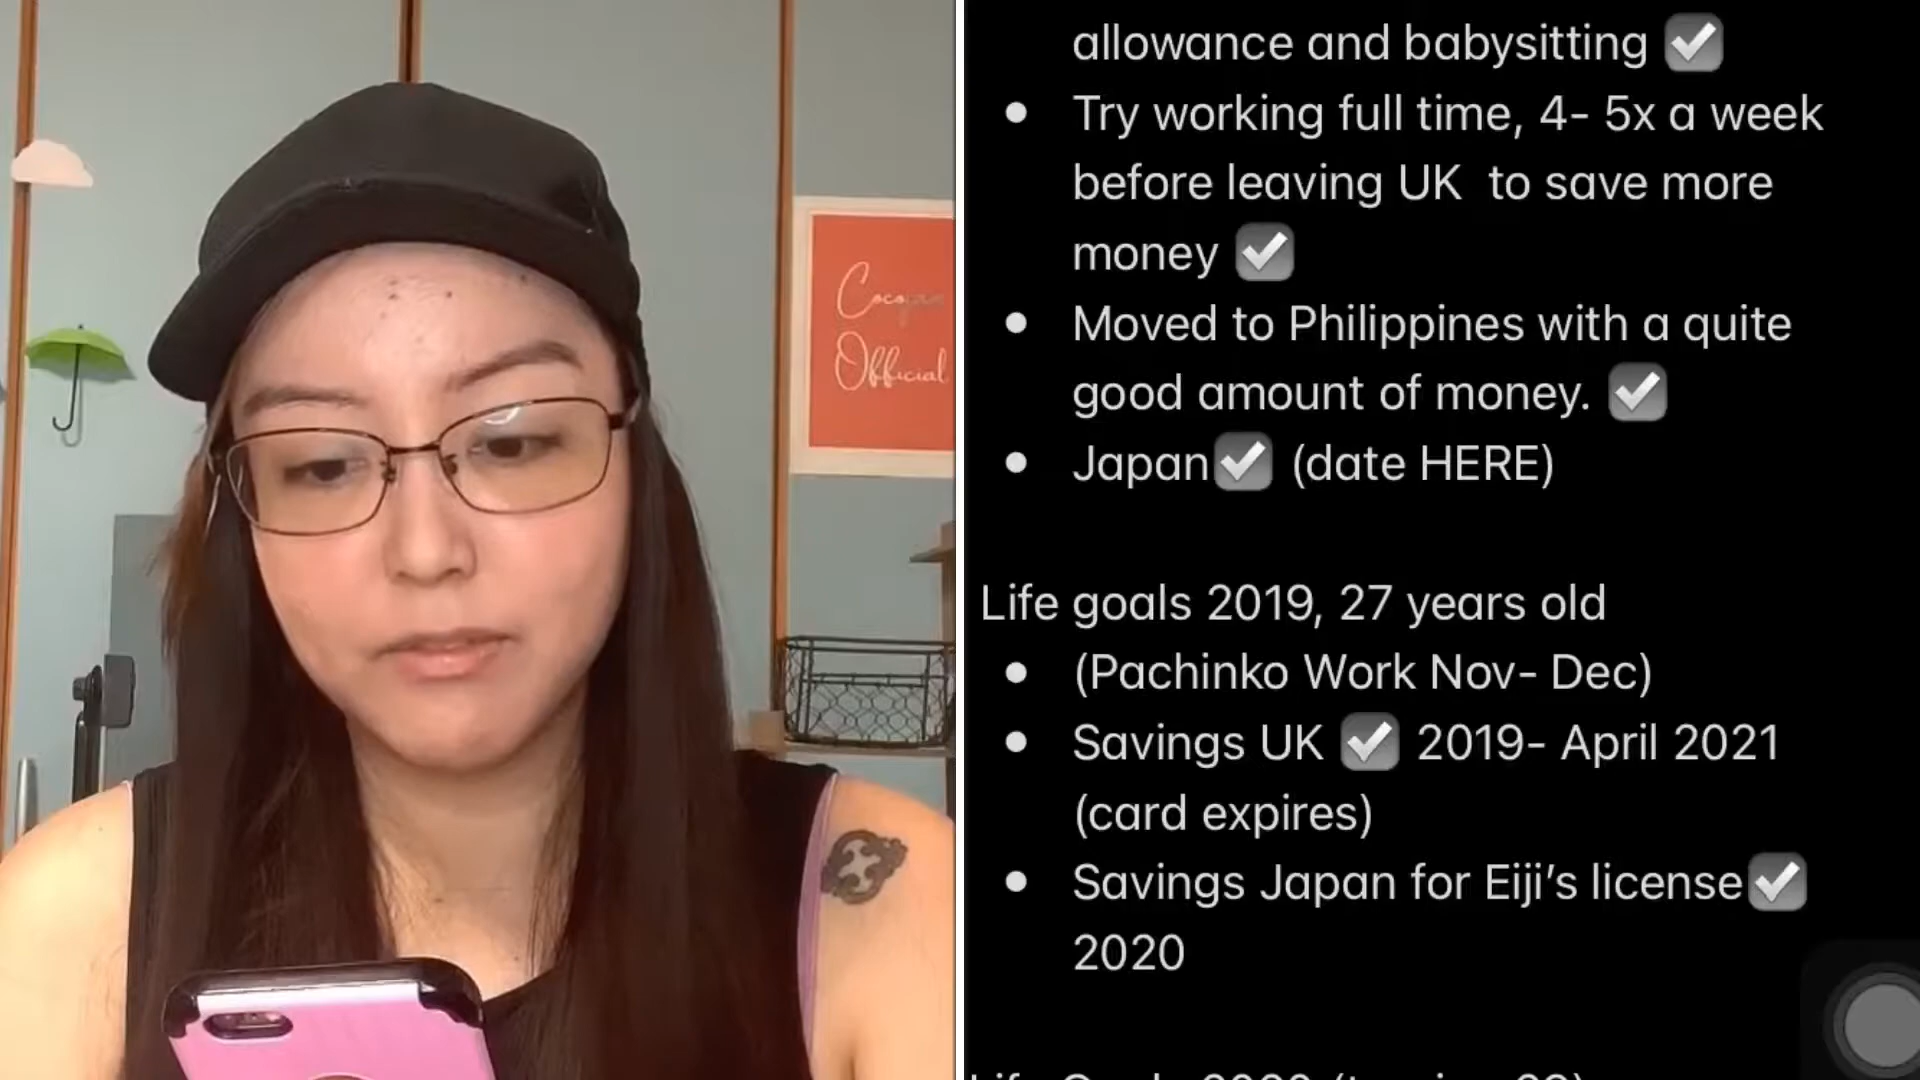 Official
allowance and babysitting ✅
• Try working full time, 4- 5x a week
before leaving UK  to save more
money ✅
• Moved to Philippines with a quite
good amount of money. ✅
• Japan✅ (date HERE)
Life goals 2019, 27 years old
• (Pachinko Work Nov- Dec)
• Savings UK ✅ 2019- April 2021
(card expires)
• Savings Japan for Eiji’s license✅
2020